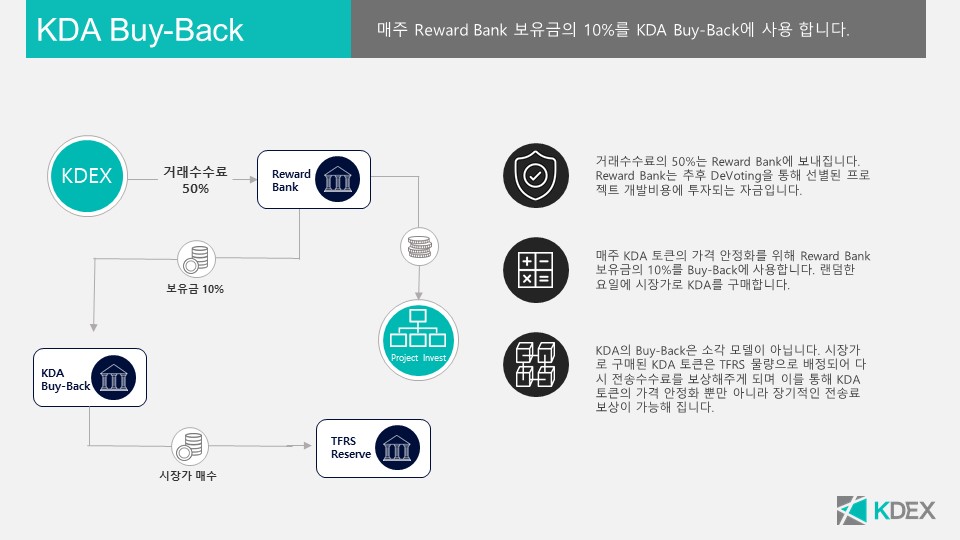 KDA Buy-Back
매주 Reward Bank 보유금의 10%를 KDA Buy-Back에 사용 합니다.
KDEX
거래수수료
50%
Reward
Bank
보유금 10%
Project Invest
KDA
Buy-Back
시장가 매수
TFRS
Reserve
거래수수료의 50%는 Reward Bank에 보내집니다.
Reward Bank는 추후 DeVoting을 통해 선별된 프로
젝트 개발비용에 투자되는 자금입니다.
매주 KDA 토큰의 가격 안정화를 위해 Reward Bank
보유금의 10%를 Buy-Back에 사용합니다. 랜덤한
요일에 시장가로 KDA를 구매합니다.
KDA의 Buy-Back은 소각 모델이 아닙니다. 시장가
로 구매된 KDA 토큰은 TFRS 물량으로 배정되어 다
시 전송수수료를 보상해주게 되며 이를 통해 KDA
토큰의 가격 안정화 뿐만 아니라 장기적인 전송료
보상이 가능해 집니다.
KDEX